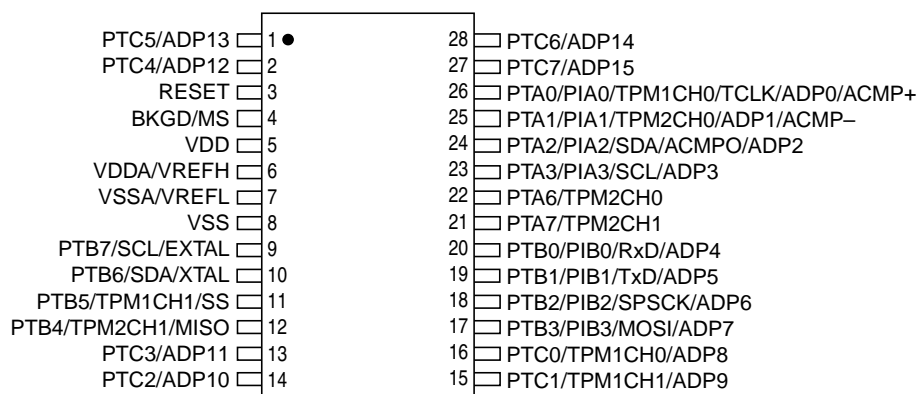 PTC5/ADP13 1 28 PTC6/ADP14
PTC4/ADP12 2 27 PTC7/ADP15
RESET 3 26 PTA0/PIA0/TPM1CH0/TCLK/ADP0/ACMP+
BKGD/MS 4 25 PTA1/PIA1/TPM2CH0/ADP1/ACMP–
VDD 5 24 PTA2/PIA2/SDA/ACMPO/ADP2
VDDA/VREFH 6 23 PTA3/PIA3/SCL/ADP3
VSSA/VREFL 7 22 PTA6/TPM2CH0
VSS 8 21 PTA7/TPM2CH1
PTB7/SCL/EXTAL 9 20 PTB0/PIB0/RxD/ADP4
PTB6/SDA/XTAL 10 19 PTB1/PIB1/TxD/ADP5
PTB5/TPM1CH1/SS 11 18 PTB2/PIB2/SPSCK/ADP6
PTB4/TPM2CH1/MISO 12 17 PTB3/PIB3/MOSI/ADP7
PTC3/ADP11 13 16 PTC0/TPM1CH0/ADP8
PTC2/ADP10 14 15 PTC1/TPM1CH1/ADP9